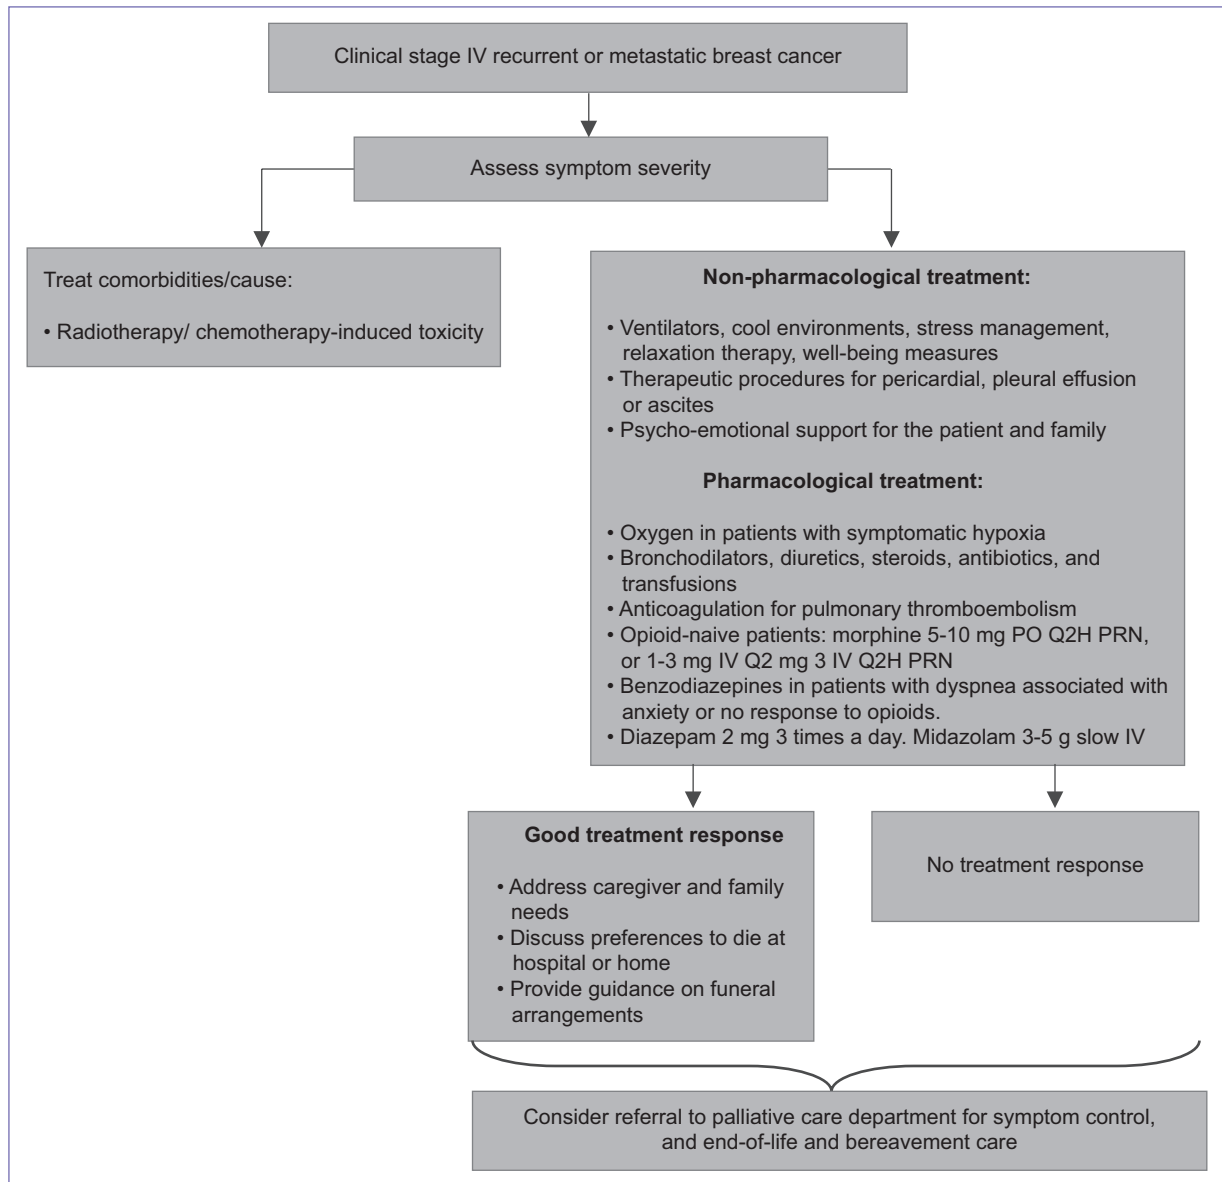 Clinical stage IV recurrent or metastatic breast cancer
Assess symptom severity
Treat comorbidities/cause:
• Radiotherapy/ chemotherapy-induced toxicity
Non-pharmacological treatment:
• Ventilators, cool environments, stress management,
relaxation therapy, well-being measures
• Therapeutic procedures for pericardial, pleural effusion
or ascites
• Psycho-emotional support for the patient and family
Pharmacological treatment:
• Oxygen in patients with symptomatic hypoxia
• Bronchodilators, diuretics, steroids, antibiotics, and
transfusions
• Anticoagulation for pulmonary thromboembolism
• Opioid-naive patients: morphine 5-10 mg PO Q2H PRN,
or 1-3 mg IV Q2 mg 3 IV Q2H PRN
• Benzodiazepines in patients with dyspnea associated with
anxiety or no response to opioids.
• Diazepam 2 mg 3 times a day. Midazolam 3-5 g slow IV
Good treatment response
• Address caregiver and family
needs
• Discuss preferences to die at
hospital or home
• Provide guidance on funeral
arrangements
No treatment response
Consider referral to palliative care department for symptom control,
and end-of-life and bereavement care